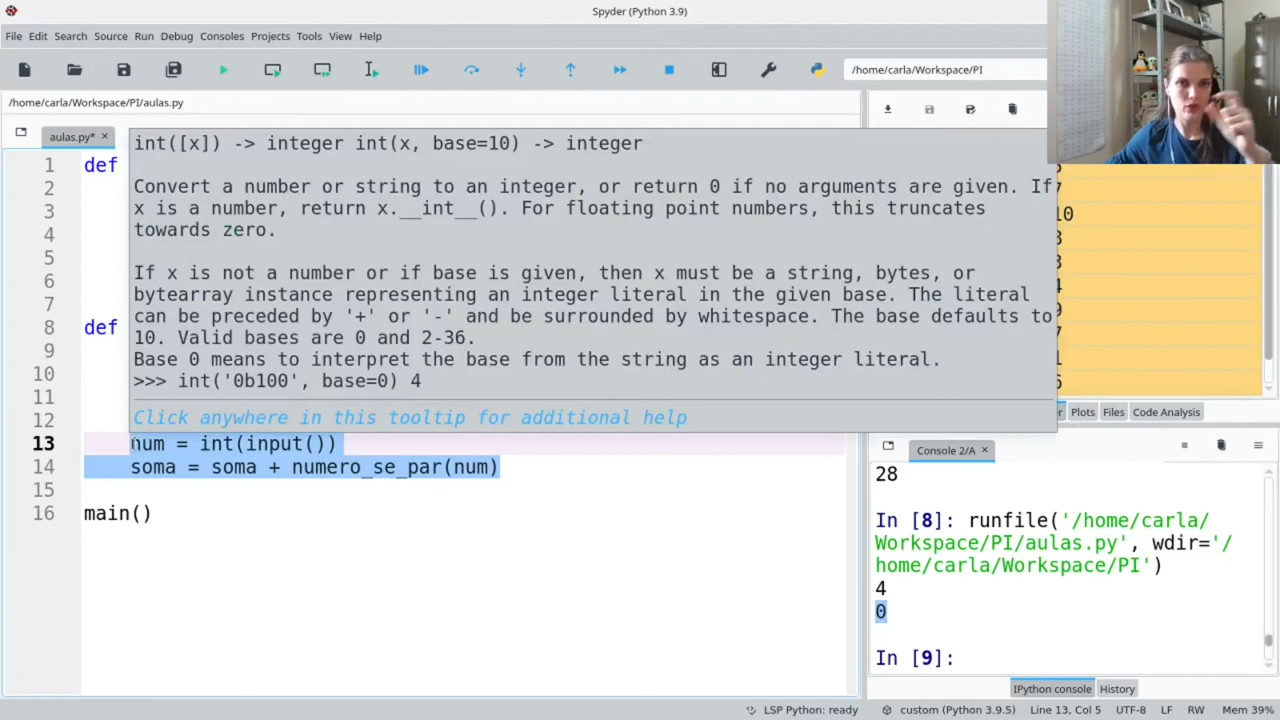 Spyder (Python 3.9)
File Edit Search Source Run Debug Consoles Projects Tools View Help
/home/carla/Workspace/PI
/home/carla/Workspace/PI/aulas.py
aulas.py*
1 def
2
3
4
5
6
7
8 def
9
10
11
12
13 num = int(input())
14 soma = soma + numero_se_par(num)
15
16 main()
int([x]) -> integer int(x, base=10) -> integer
Convert a number or string to an integer, or return 0 if no arguments are given. If
x is a number, return x.__int__(). For floating point numbers, this truncates
towards zero.
If x is not a number or if base is given, then x must be a string, bytes, or
bytearray instance representing an integer literal in the given base. The literal
can be preceded by '+' or '-' and be surrounded by whitespace. The base defaults to
10. Valid bases are 0 and 2-36.
Base 0 means to interpret the base from the string as an integer literal.
>>> int('0b100', base=0) 4
Click anywhere in this tooltip for additional help
7
10
Plots Files Code Analysis
Console 2/A
28
In [8]: runfile('/home/carla/
Workspace/PI/aulas.py', wdir='/
home/carla/Workspace/PI')
4
0
In [9]:
IPython console History
LSP Python: ready custom (Python 3.9.5) Line 13, Col 5 UTF-8 LF RW Mem 39%